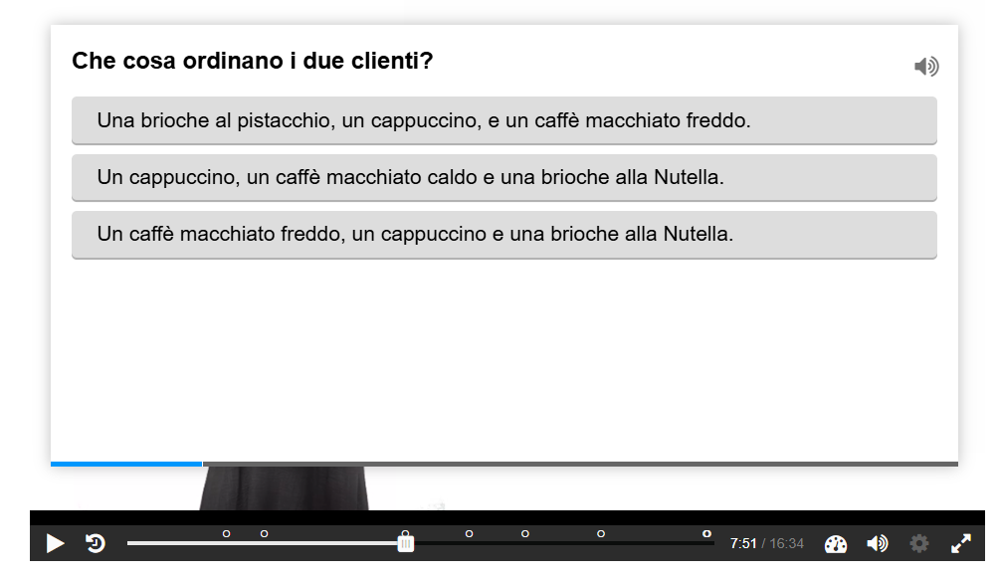 Che cosa ordinano i due clienti?
Una brioche al pistacchio, un cappuccino, e un caffè macchiato freddo.
Un cappuccino, un caffè macchiato caldo e una brioche alla Nutella.
Un caffè macchiato freddo, un cappuccino e una brioche alla Nutella.
7:51 / 16:34